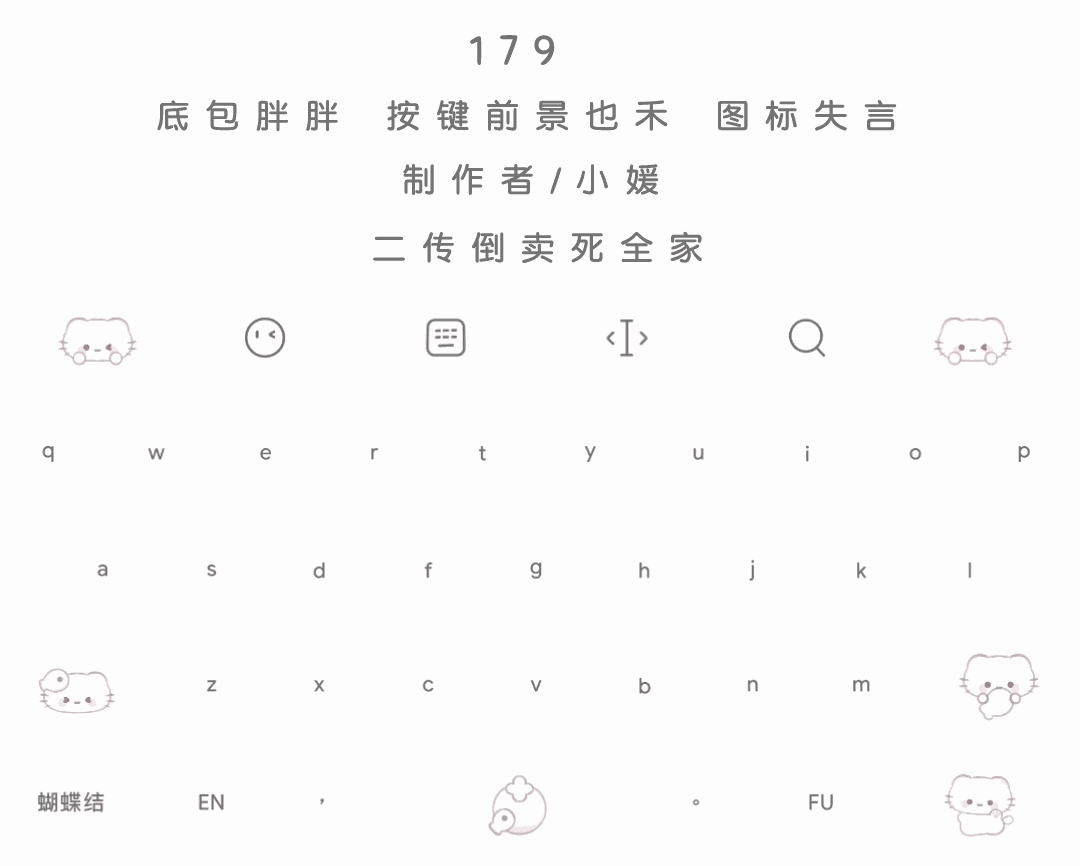 179
底包胖胖 按键前景也禾 图标失言
制作者/小媛
二传倒卖死全家
q w e r t y u i o p
a s d f g h j k l
z x c v b n m
蝴蝶结 EN , 。 FU